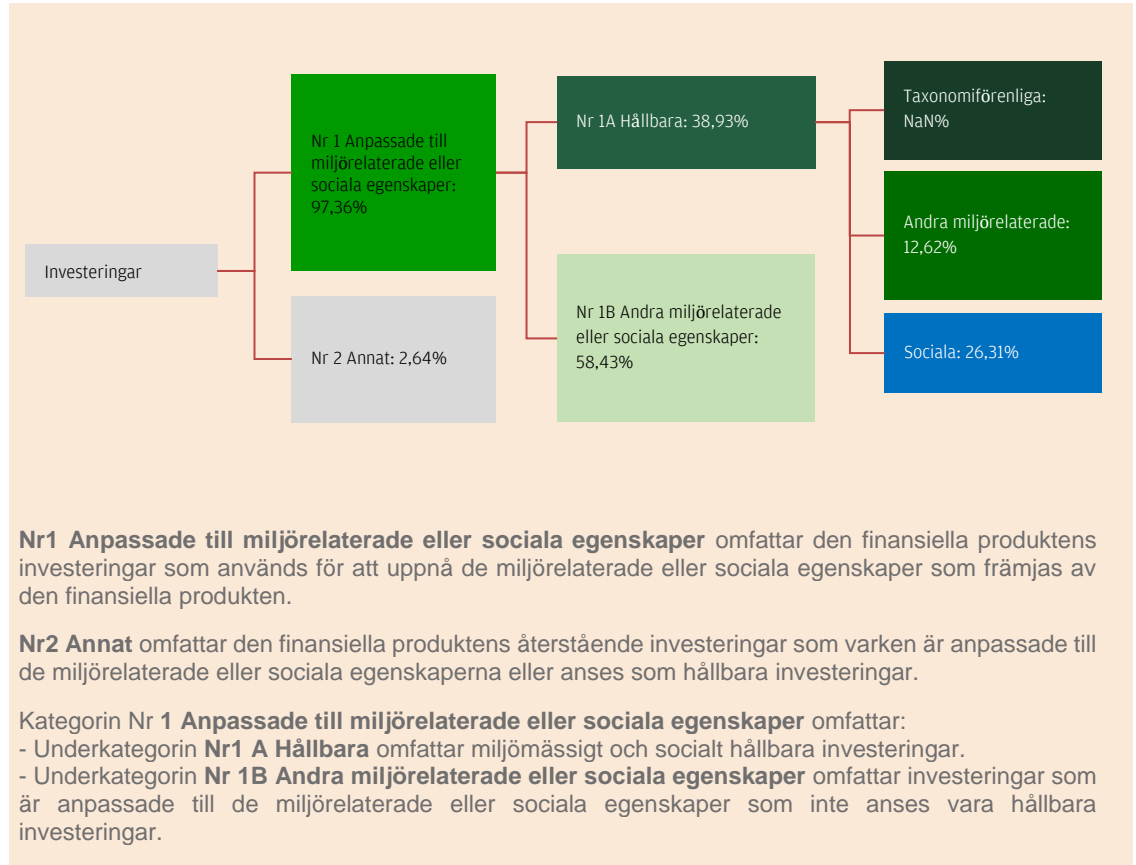 Investeringar
Nr 1 Anpassade till
miljörelaterade eller
sociala egenskaper:
97,36%
Nr 2 Annat: 2,64%
Nr 1A Hållbara: 38,93%
Nr 1B Andra miljörelaterade
eller sociala egenskaper:
58,43%
Taxonomiförenliga:
NaN%
Andra miljörelaterade:
12,62%
Sociala: 26,31%
Nr1 Anpassade till miljörelaterade eller sociala egenskaper omfattar den finansiella produktens
investeringar som används för att uppnå de miljörelaterade eller sociala egenskaper som främjas av
den finansiella produkten.
Nr2 Annat omfattar den finansiella produktens återstående investeringar som varken är anpassade till
de miljörelaterade eller sociala egenskaperna eller anses som hållbara investeringar.
Kategorin Nr 1 Anpassade till miljörelaterade eller sociala egenskaper omfattar:
- Underkategorin Nr1 A Hållbara omfattar miljömässigt och socialt hållbara investeringar.
- Underkategorin Nr 1B Andra miljörelaterade eller sociala egenskaper omfattar investeringar som
är anpassade till de miljörelaterade eller sociala egenskaper som inte anses vara hållbara
investeringar.